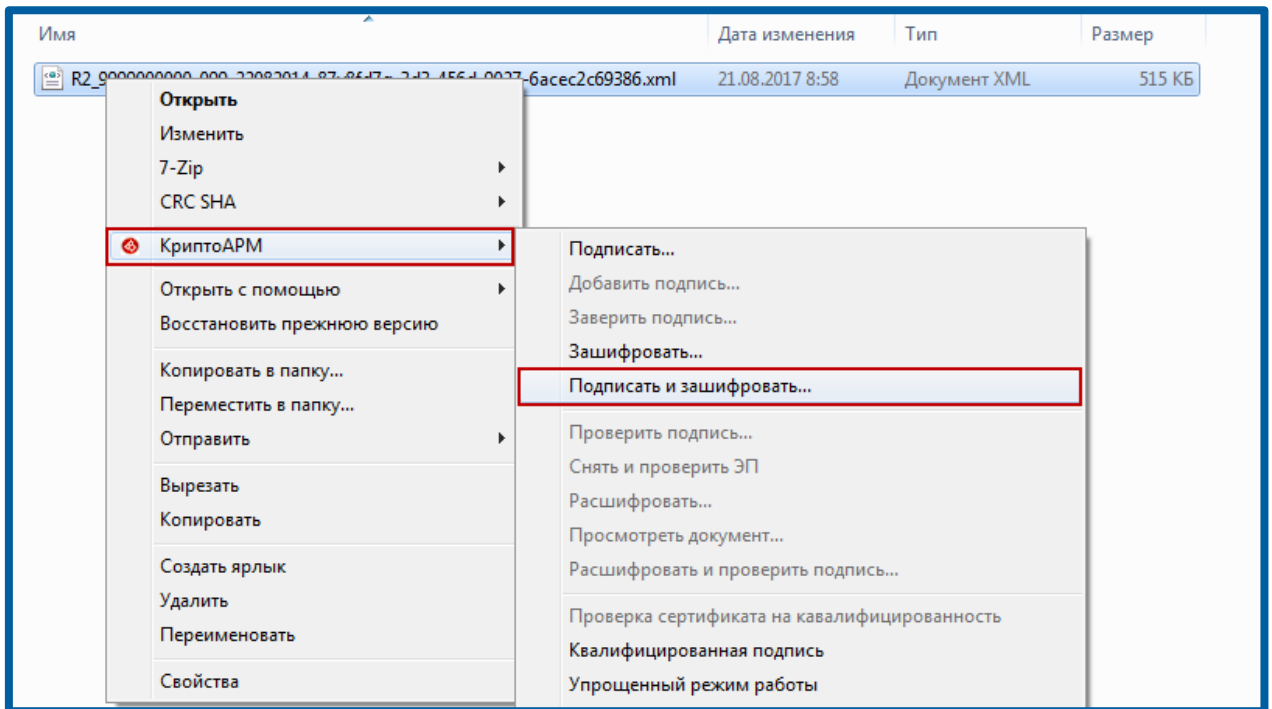 Имя Дата изменения Тип Размер
-6acec2c69386.xml 21.08.2017 8:58 Документ XML 515 КБ
Открыть
Изменить
7-Zip
CRC SHA
КриптоАРМ
Открыть с помощью
Восстановить прежнюю версию
Копировать в папку...
Переместить в папку...
Отправить
Вырезать
Копировать
Создать ярлык
Удалить
Переименовать
Свойства
Подписать...
Добавить подпись...
Заверить подпись...
Зашифровать...
Подписать и зашифровать...
Проверить подпись...
Снять и проверить ЭП
Расшифровать...
Просмотреть документ...
Расшифровать и проверить подпись...
Проверка сертификата на кавалифицированность
Квалифицированная подпись
Упрощенный режим работы